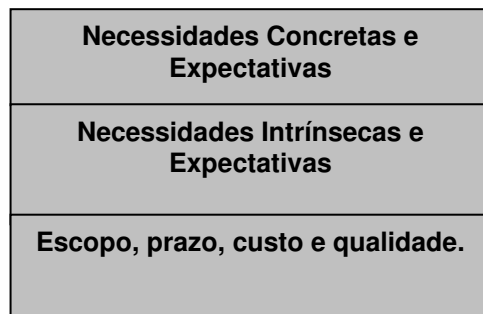 Necessidades Concretas e
Expectativas
Necessidades Intrínsecas e
Expectativas
Escopo, prazo, custo e qualidade.